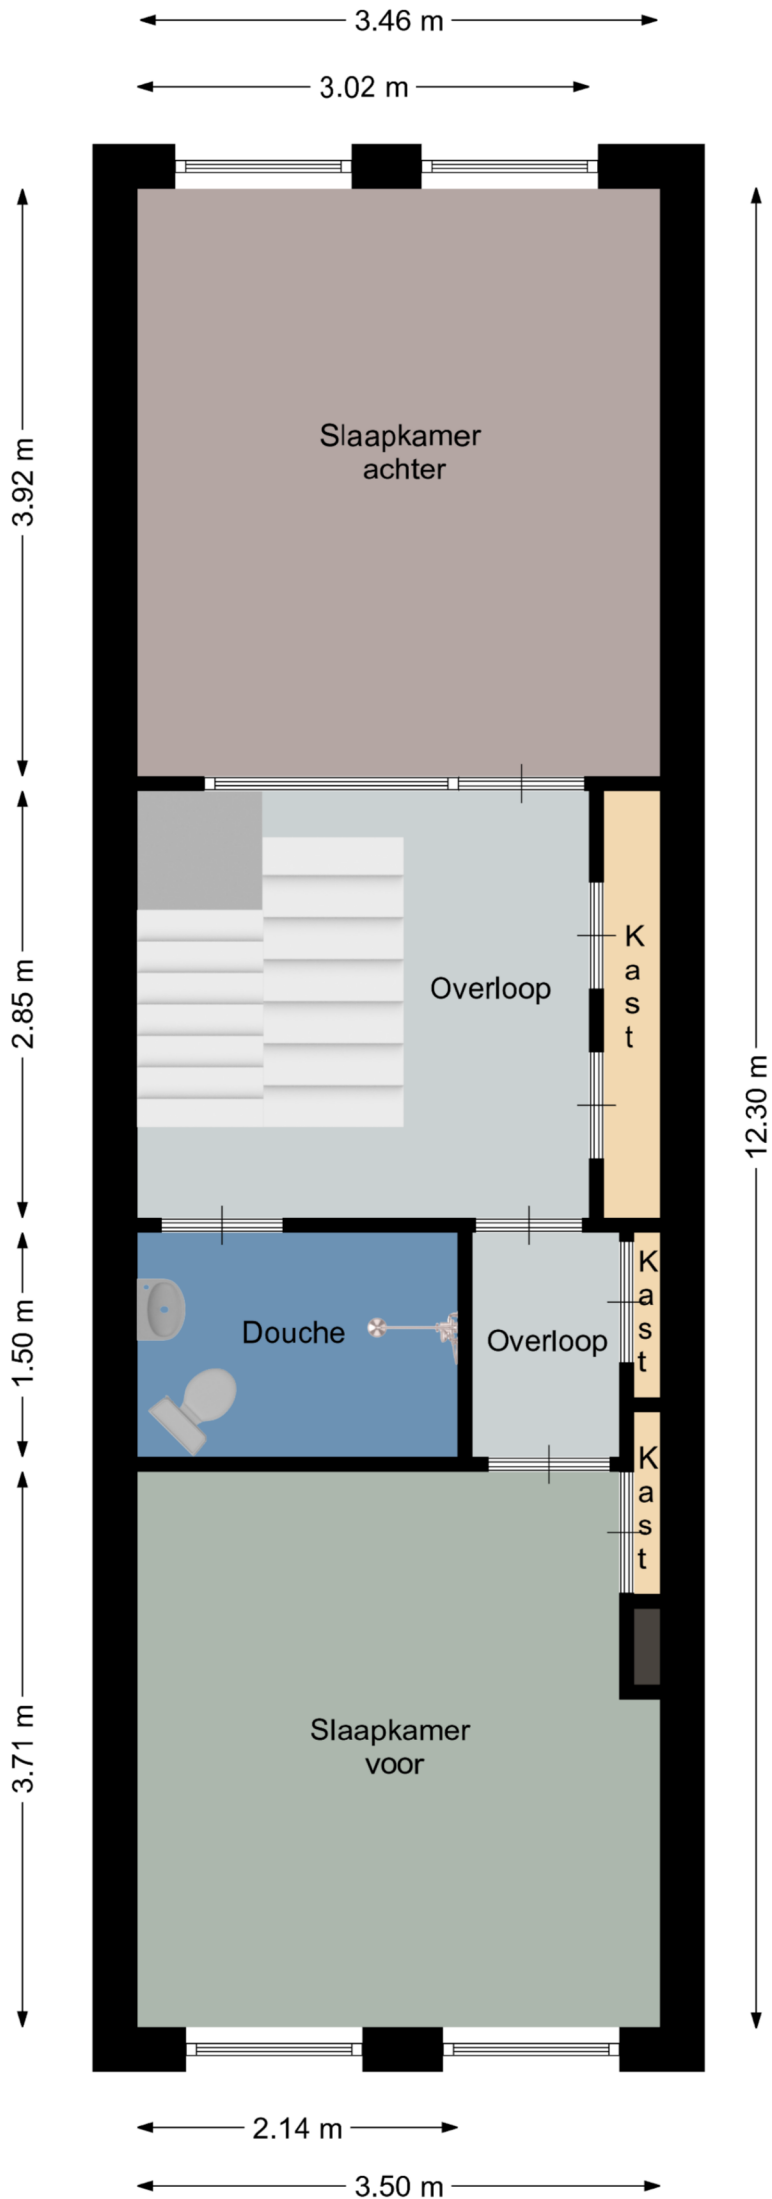 3.46 m
3.02 m
Slaapkamer
achter
3.92 m
2.85 m
Overloop
K
a
s
t
12.30 m
1.50 m
Douche
Overloop
K
a
s
t
K
a
s
t
3.71 m
Slaapkamer
voor
2.14 m
3.50 m